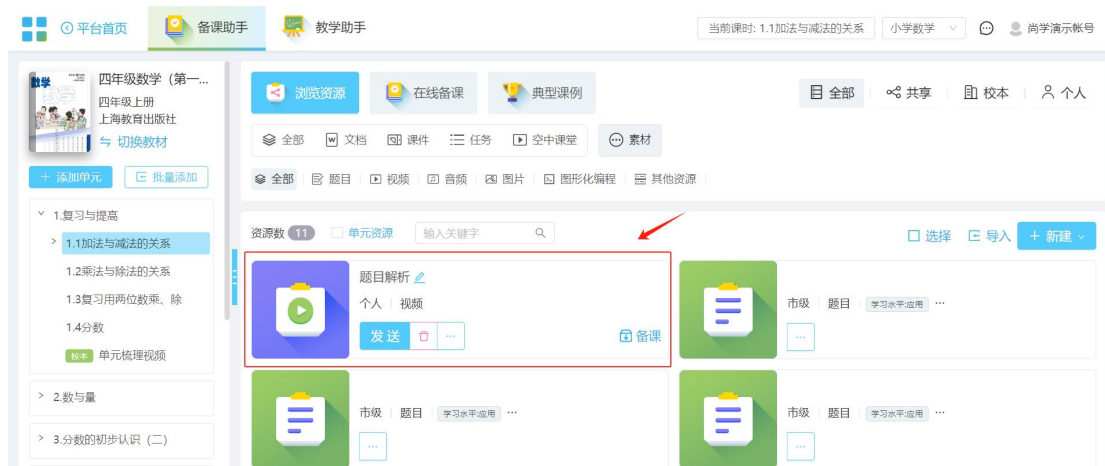 平台首页 备课助手 教学助手 当前课时: 1.1加法与减法的关系 小学数学 尚学演示帐号
数学
四年级数学（第一...
四年级上册
上海教育出版社
切换教材
+ 添加单元 批量添加
1.复习与提高
1.1加法与减法的关系
1.2乘法与除法的关系
1.3复习用两位数乘、除
1.4分数
校本 单元梳理视频
2.数与量
3.分数的初步认识（二）
浏览资源 在线备课 典型课例 全部 共享 校本 个人
全部 文档 课件 任务 空中课堂 素材
全部 题目 视频 音频 图片 图形化编程 其他资源
资源数 11 单元资源 输入关键字 选择 导入 + 新建
题目解析
个人 视频
发送 ... 备课
市级 题目 学习水平:应用 ...
...
市级 题目 学习水平:应用 ...
...
市级 题目 学习水平:应用 ...
...